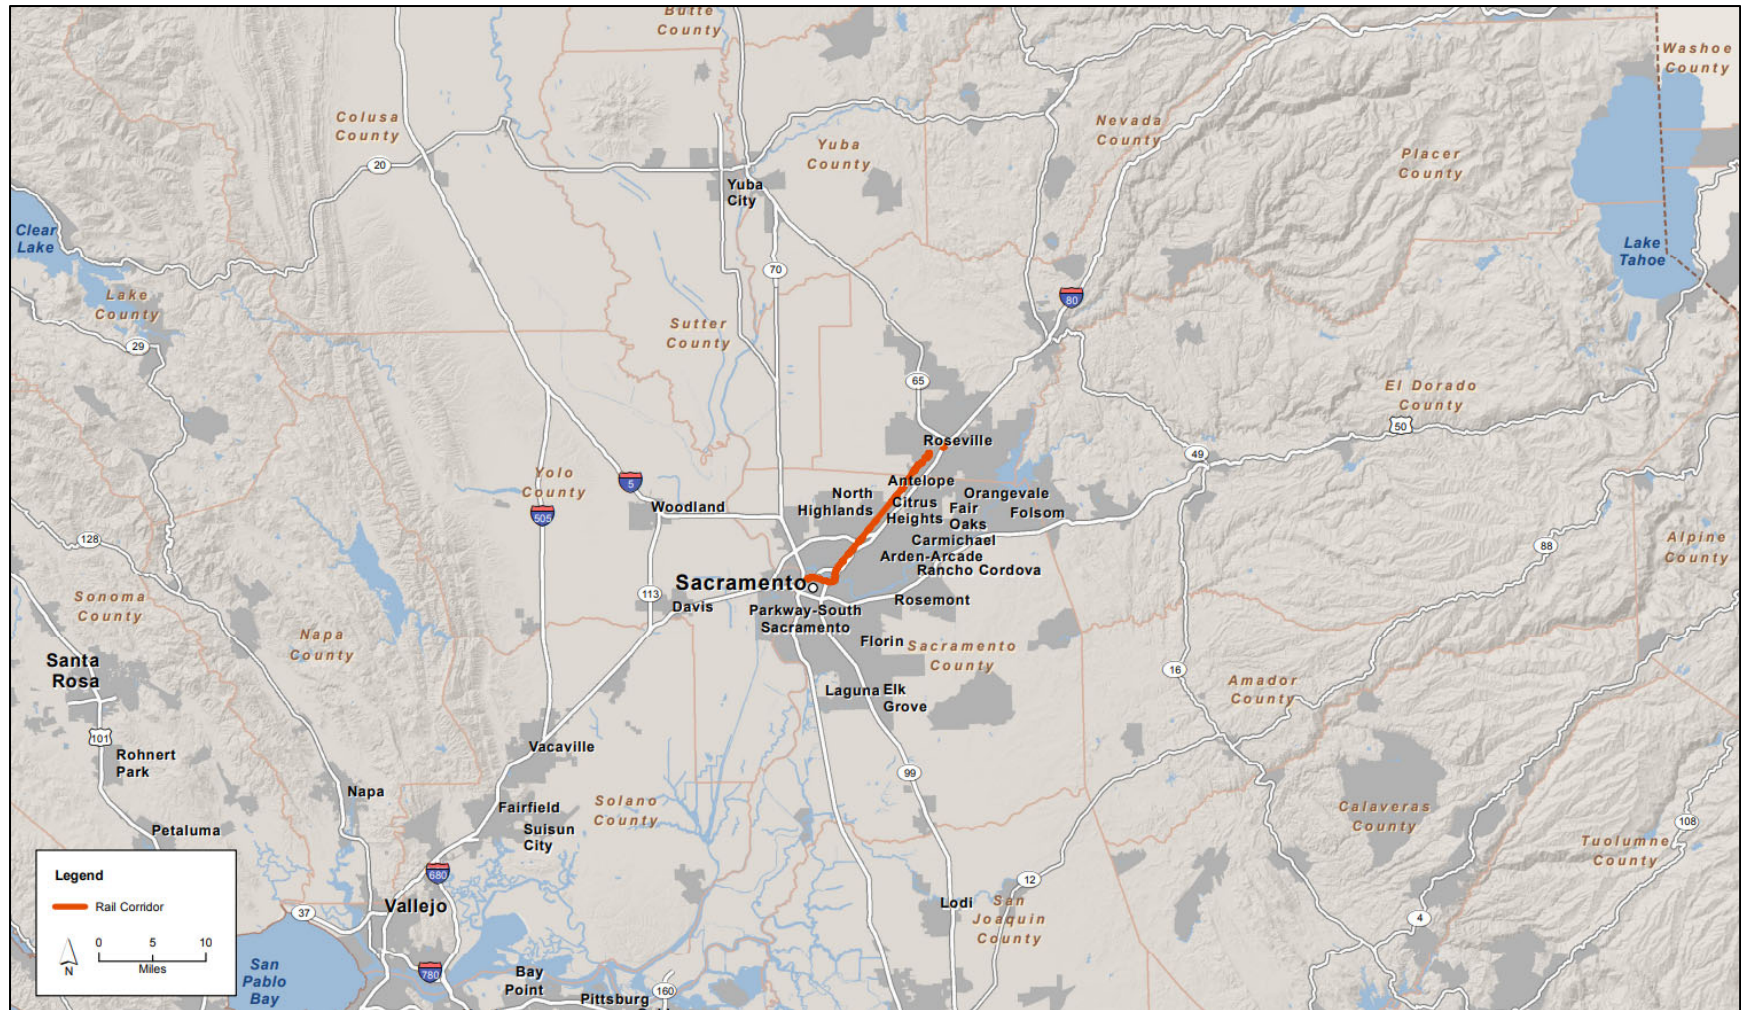 Butte
County
Washoe
County
Colusa
County
Nevada
County
Yuba
County
Placer
County
20
Yuba
City
Clear
Lake
Lake
Tahoe
70
80
Lake
County
Sutter
County
29
65
El Dorado
County
50
Roseville
49
Yolo
County
5
Antelope
North
Highlands
Citrus
Heights
Orangevale
Fair
Oaks
Folsom
505
Woodland
128
Carmichael
88
Alpine
County
Arden-Arcade
Rancho Cordova
Sacramento
Sonoma
County
113
Davis
Parkway-South
Sacramento
Rosemont
Napa
County
Florin
Sacramento
County
Santa
Rosa
16
Amador
County
Laguna
Elk
Grove
101
Rohnert
Park
Vacaville
99
Napa
Fairfield
Solano
County
Suisun
City
Calaveras
County
Petaluma
108
Tuolumne
County
Legend
Rail Corridor
0 5 10
Miles
N
680
12
Vallejo
37
Lodi
San
Joaquin
County
4
San
Pablo
Bay
780
Bay
Point
Pittsburg
160